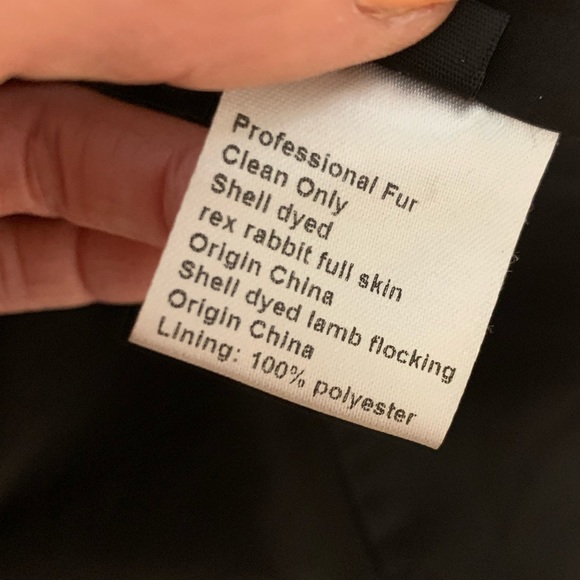 Professional Fur
Clean Only
Shell dyed
rex rabbit full skin
Origin China
Shell dyed lamb flocking
Origin China
Lining: 100% polyester